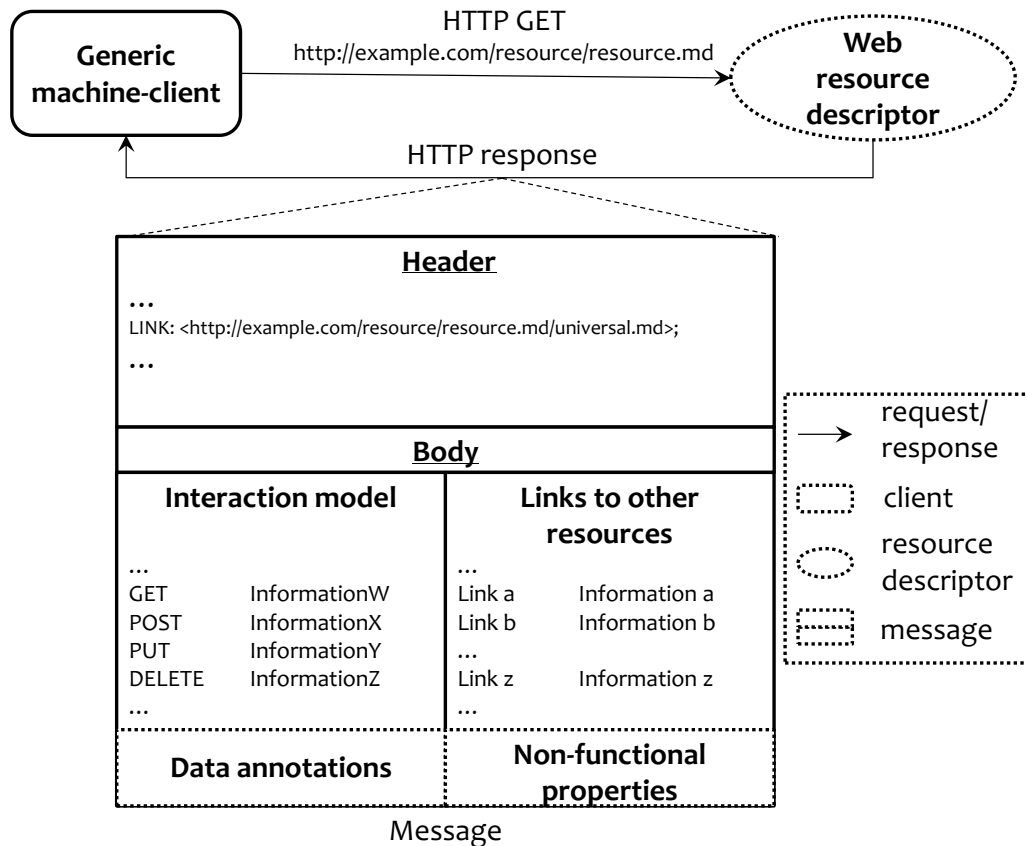 HTTP GET
http://example.com/resource/resource.md
Generic
machine-client
Web
resource
descriptor
HTTP response
Header
...
LINK: <http://example.com/resource/resource.md/universal.md>;
...
Body
Interaction model
...
GET InformationW
POST InformationX
PUT InformationY
DELETE InformationZ
...
Links to other
resources
...
Link a Information a
Link b Information b
...
Link z Information z
...
Data annotations
Non-functional
properties
Message
request/
response
client
resource
descriptor
message